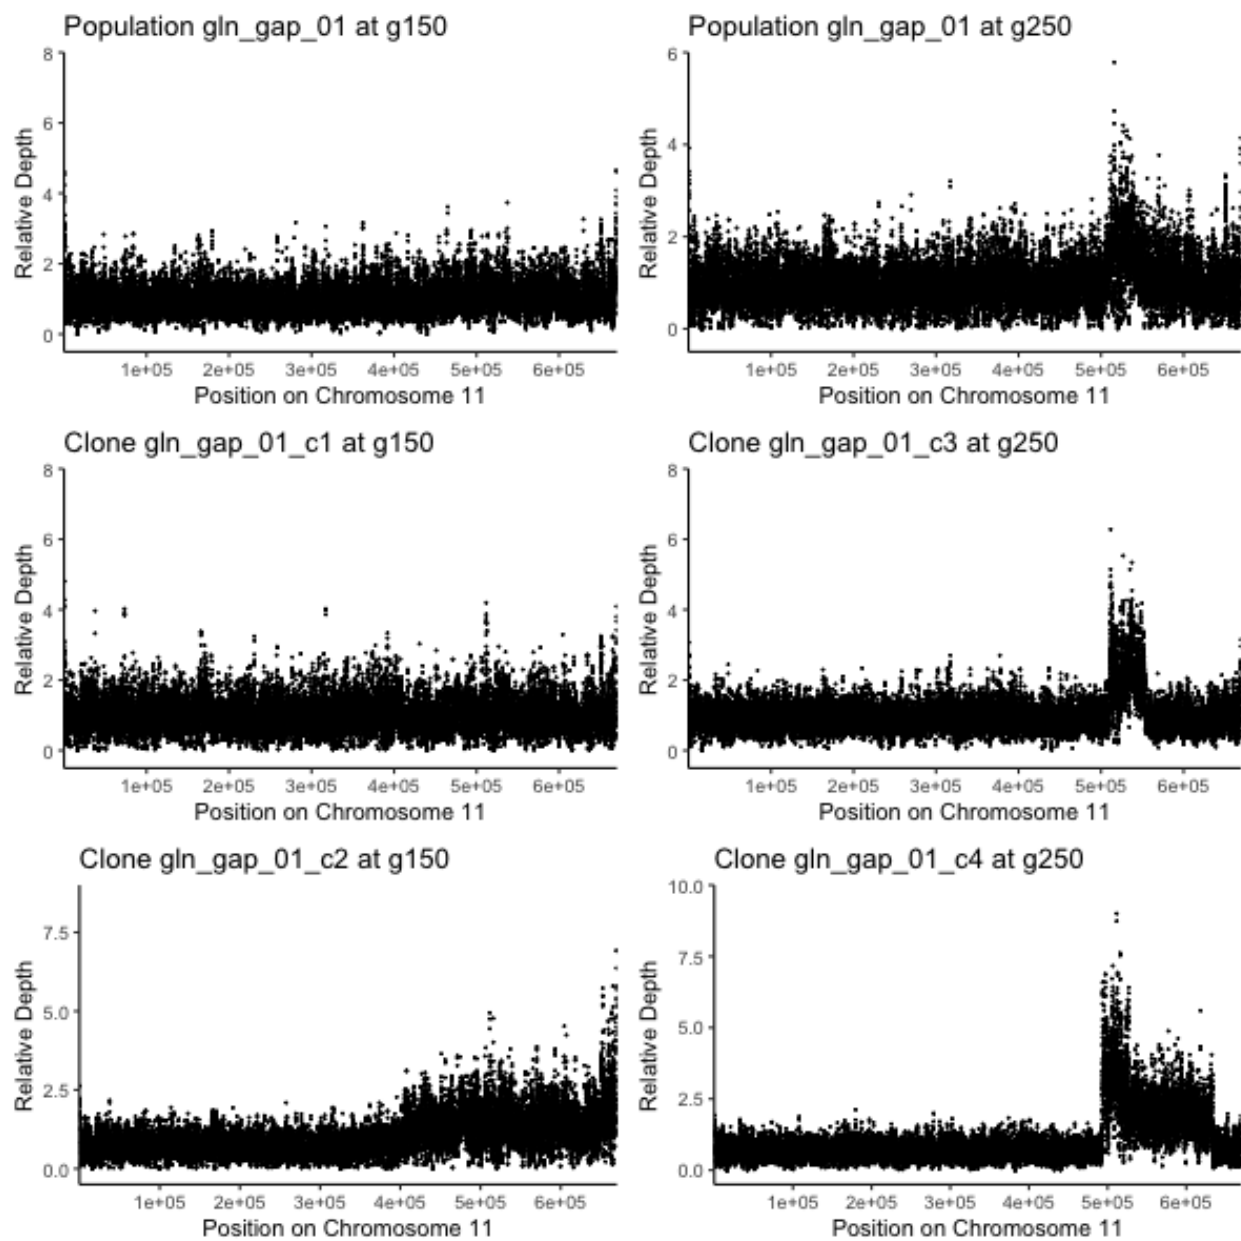 Population gln_gap_01 at g150
8
6
4
2
0
Relative Depth
1e+05 2e+05 3e+05 4e+05 5e+05 6e+05
Position on Chromosome 11
Population gln_gap_01 at g250
6
4
2
0
Relative Depth
1e+05 2e+05 3e+05 4e+05 5e+05 6e+05
Position on Chromosome 11
Clone gln_gap_01_c1 at g150
8
6
4
2
0
Relative Depth
1e+05 2e+05 3e+05 4e+05 5e+05 6e+05
Position on Chromosome 11
Clone gln_gap_01_c3 at g250
8
6
4
2
0
Relative Depth
1e+05 2e+05 3e+05 4e+05 5e+05 6e+05
Position on Chromosome 11
Clone gln_gap_01_c2 at g150
7.5
5.0
2.5
0.0
Relative Depth
1e+05 2e+05 3e+05 4e+05 5e+05 6e+05
Position on Chromosome 11
Clone gln_gap_01_c4 at g250
10.0
7.5
5.0
2.5
0.0
Relative Depth
1e+05 2e+05 3e+05 4e+05 5e+05 6e+05
Position on Chromosome 11